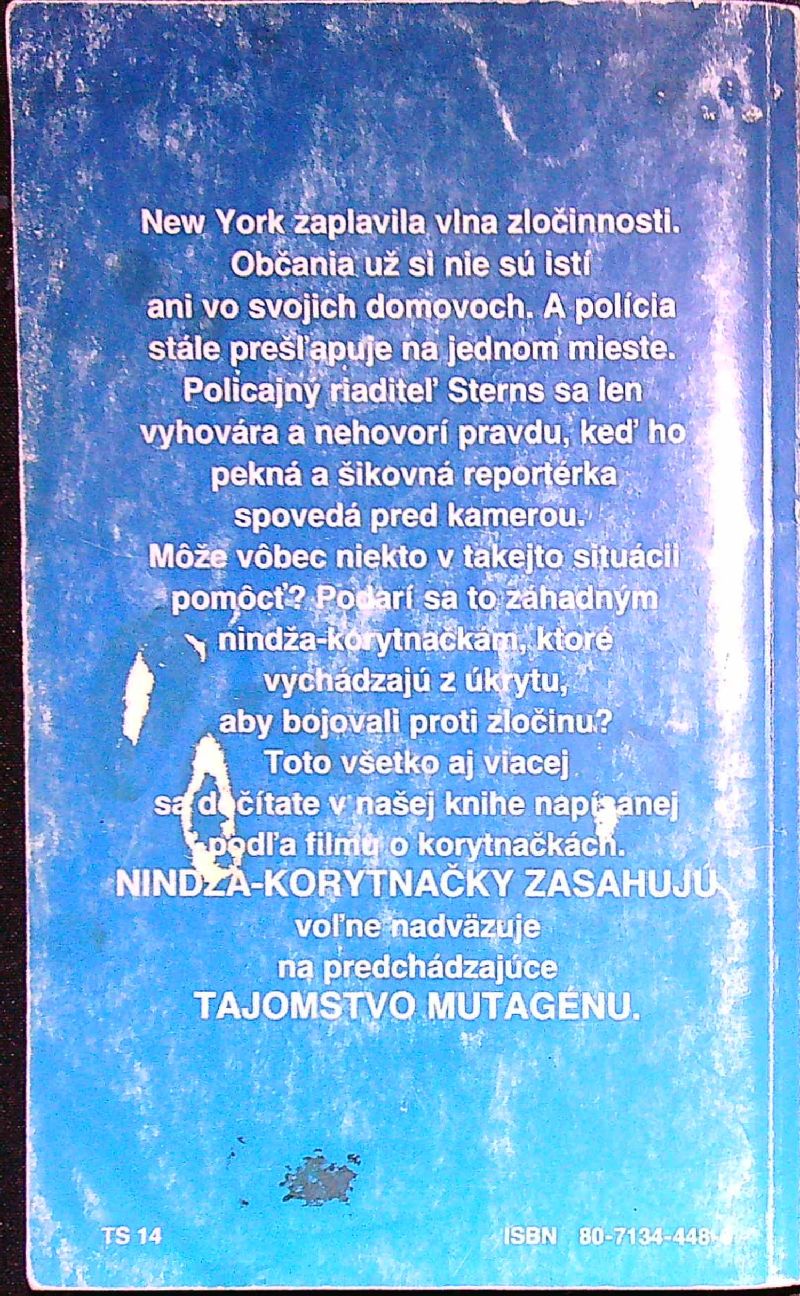 New York zaplavila vlna zločinnosti.
Občania už si nie sú istí
ani vo svojich domovoch. A polícia
stále prešľapuje na jednom mieste.
Policajný riaditeľ Sterns sa len
vyhovára a nehovorí pravdu, keď ho
pekná a šikovná reportérka
spovedá pred kamerou.
Môže vôbec niekto v takejto situácii
pomôcť? Podarí sa to záhadným
nindža-korytnačkám, ktoré
vychádzajú z úkrytu,
aby bojovali proti zločinu?
Toto všetko aj viacej
sa dočítate v našej knihe napísanej
podľa filmu o korytnačkách.
NINDŽA-KORYTNAČKY ZASAHUJÚ
voľne nadväzuje
na predchádzajúce
TAJOMSTVO MUTAGÉNU.
TS 14 ISBN 80-7134-448-